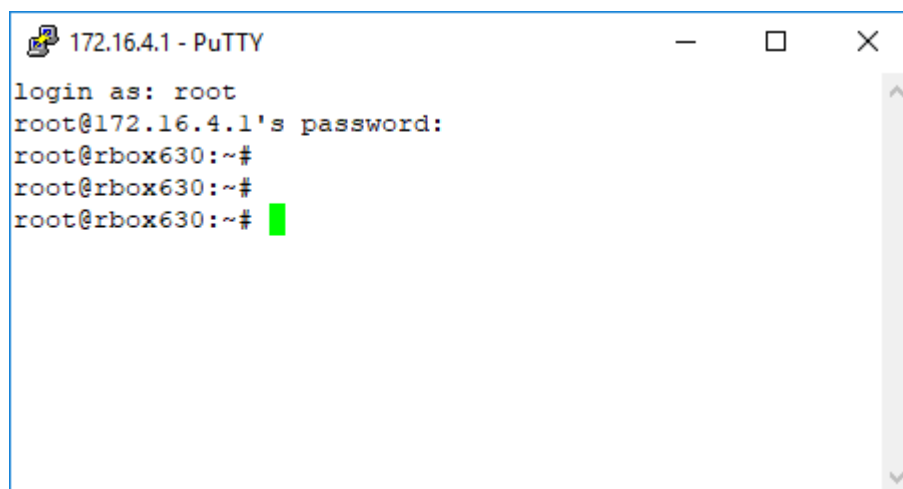 172.16.4.1 - PuTTY
login as: root
root@172.16.4.1's password:
root@rbox630:~#
root@rbox630:~#
root@rbox630:~#